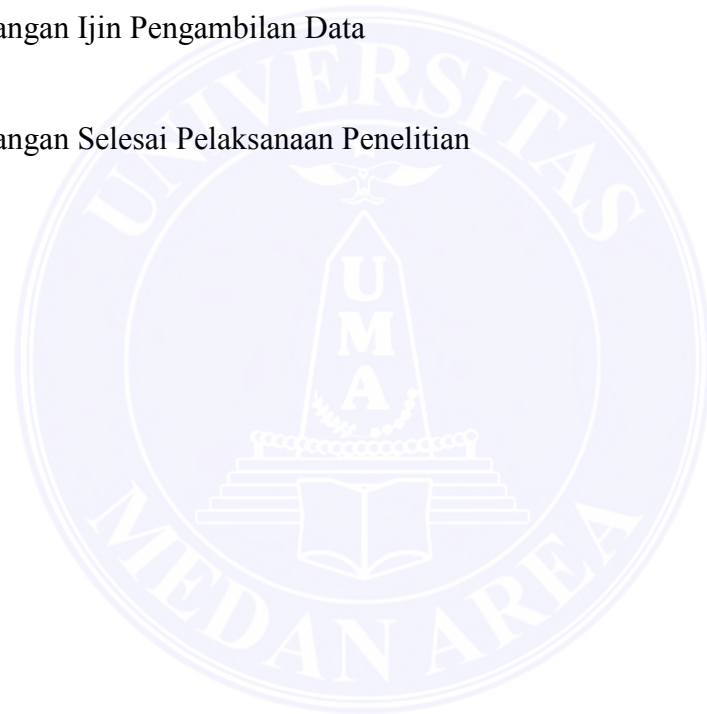 angan Ijin Pengambilan Data
angan Selesai Pelaksanaan Penelitian
UNIVERSITAS
UMA
MEDAN AREA